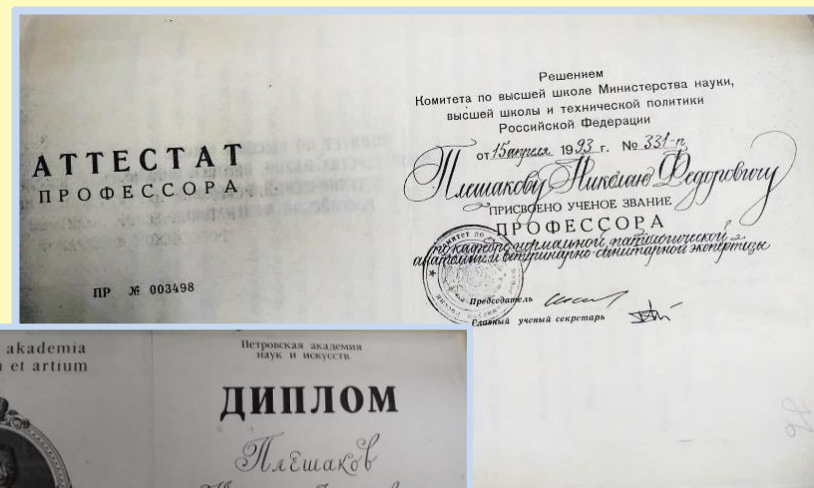 АТТЕСТАТ
ПРОФЕССОРА
ПР № 003498
Решением
Комитета по высшей школе Министерства науки,
высшей школы и технической политики
Российской Федерации
от 15 апреля 1993 г. № 331-п
Плешакову Николаю Федоровичу
ПРИСВОЕНО УЧЕНОЕ ЗВАНИЕ
ПРОФЕССОРА
по кафедре нормальной патологической
анатомии ветеринарно-санитарной экспертизы
Председатель
Главный ученый секретарь
akademia
et artium
Петровская академия
наук и искусств
ДИПЛОМ
Плешаков